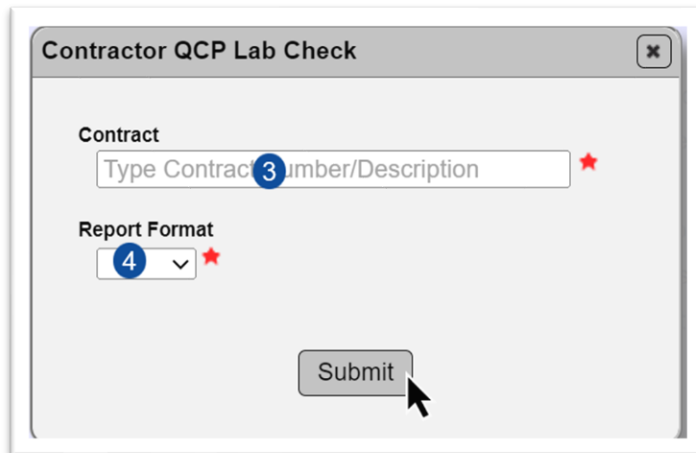 Contractor QCP Lab Check
Contract
Type Contract 3 umber/Description
Report Format
4
Submit